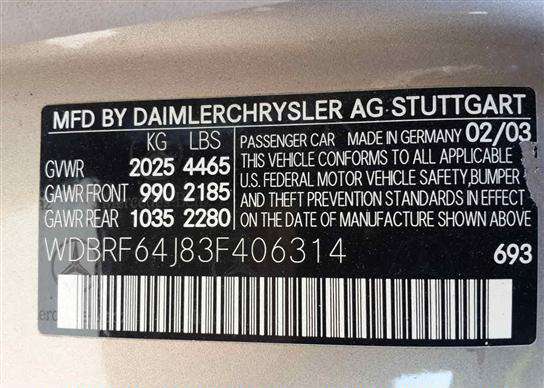 MFD BY DAIMLERCHRYSLER AG STUTTGART
KG LBS
GVWR 2025 4465
GAWR FRONT 990 2185
GAWR REAR 1035 2280
PASSENGER CAR MADE IN GERMANY 02/03
THIS VEHICLE CONFORMS TO ALL APPLICABLE
U.S. FEDERAL MOTOR VEHICLE SAFETY, BUMPER
AND THEFT PREVENTION STANDARDS IN EFFECT
ON THE DATE OF MANUFACTURE SHOWN ABOVE.
WDBRF64J83F406314 693